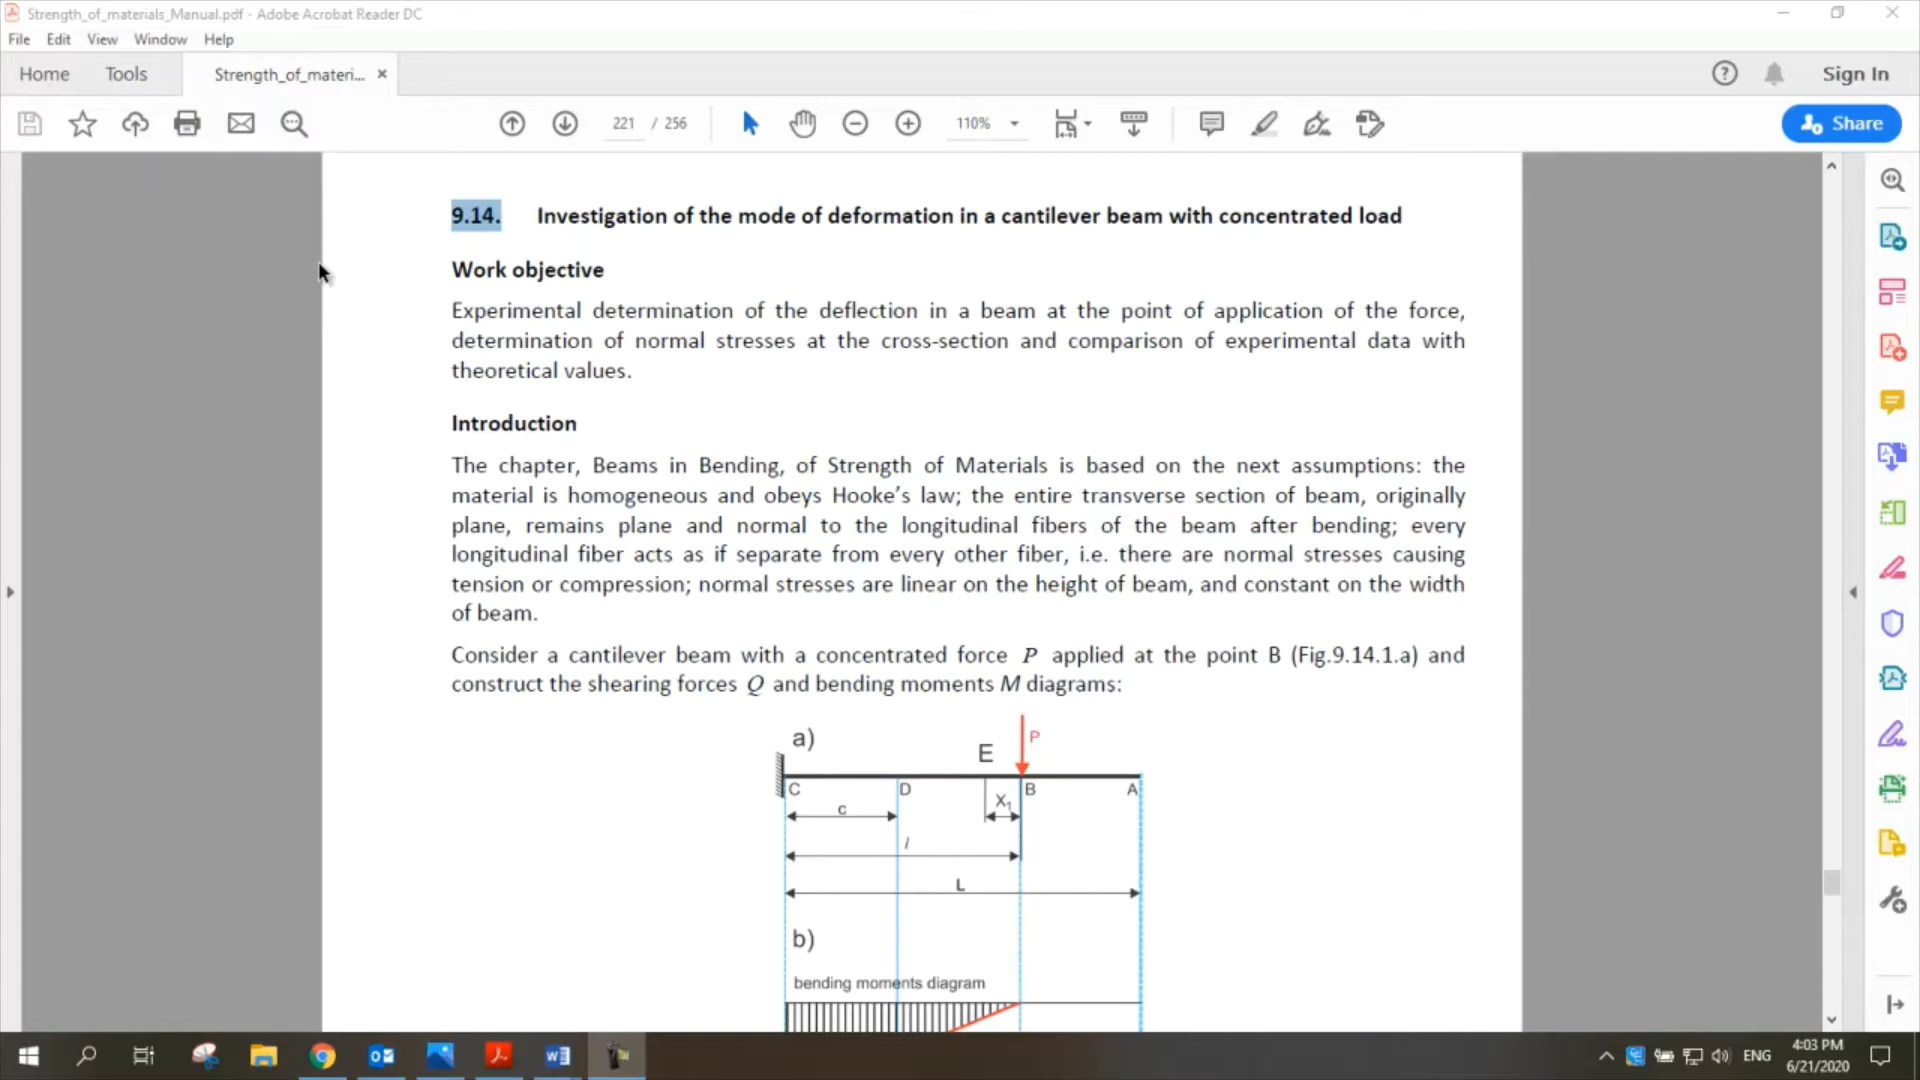 Strength_of_materials_Manual.pdf - Adobe Acrobat Reader DC
File Edit View Window Help
Home Tools Strength_of_materi... × Sign In
221 / 256 110% Share
9.14. Investigation of the mode of deformation in a cantilever beam with concentrated load
Work objective
Experimental determination of the deflection in a beam at the point of application of the force,
determination of normal stresses at the cross-section and comparison of experimental data with
theoretical values.
Introduction
The chapter, Beams in Bending, of Strength of Materials is based on the next assumptions: the
material is homogeneous and obeys Hooke's law; the entire transverse section of beam, originally
plane, remains plane and normal to the longitudinal fibers of the beam after bending; every
longitudinal fiber acts as if separate from every other fiber, i.e. there are normal stresses causing
tension or compression; normal stresses are linear on the height of beam, and constant on the width
of beam.
Consider a cantilever beam with a concentrated force P applied at the point B (Fig.9.14.1.a) and
construct the shearing forces Q and bending moments M diagrams:
a) E P
C D B A
c X₁
l
L
b)
bending moments diagram
ENG 4:03 PM
6/21/2020